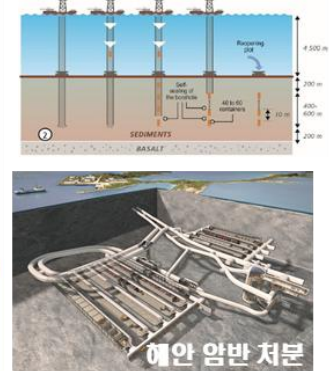 Reopening
plot
4 500 m
200 m
Self-
sealing of
the borehole
40 to 60
containers
10 m
400-
600 m
2
SEDIMENTS
200 m
BASALT
해안 암반 처분